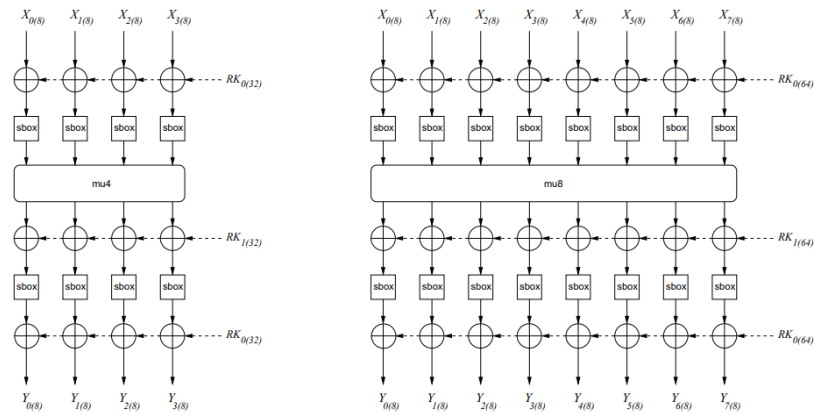 X0(8) X1(8) X2(8) X3(8)
RK0(32)
sbox sbox sbox sbox
mu4
RK1(32)
sbox sbox sbox sbox
RK0(32)
Y0(8) Y1(8) Y2(8) Y3(8)
X0(8) X1(8) X2(8) X3(8) X4(8) X5(8) X6(8) X7(8)
RK0(64)
sbox sbox sbox sbox sbox sbox sbox sbox
mu8
RK1(64)
sbox sbox sbox sbox sbox sbox sbox sbox
RK0(64)
Y0(8) Y1(8) Y2(8) Y3(8) Y4(8) Y5(8) Y6(8) Y7(8)